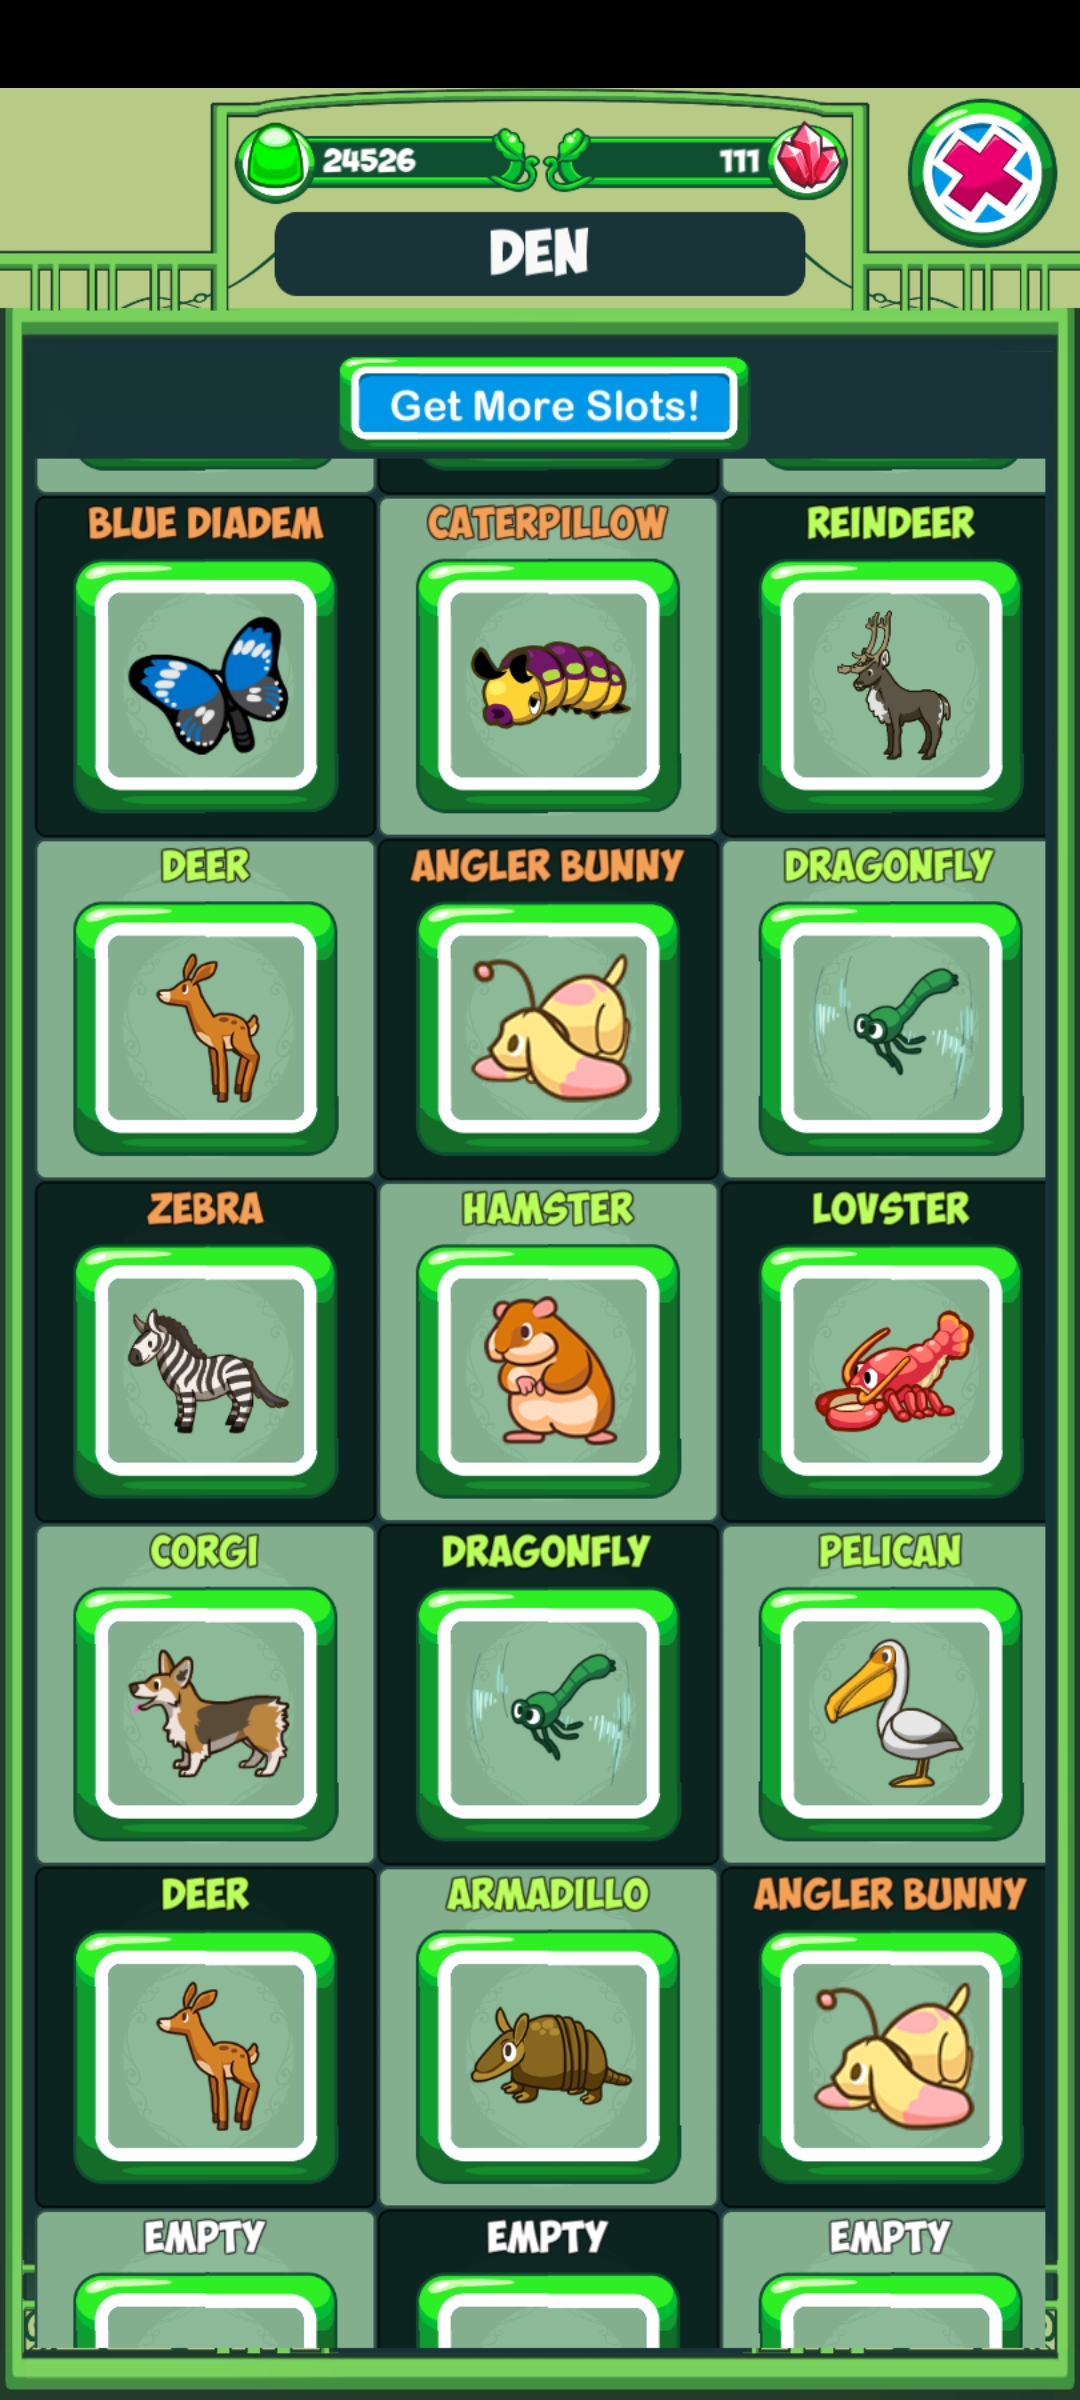 24526
111
DEN
Get More Slots!
BLUE DIADEM
CATERPILLOW
REINDEER
DEER
ANGLER BUNNY
DRAGONFLY
ZEBRA
HAMSTER
LOVSTER
CORGI
DRAGONFLY
PELICAN
DEER
ARMADILLO
ANGLER BUNNY
EMPTY
EMPTY
EMPTY